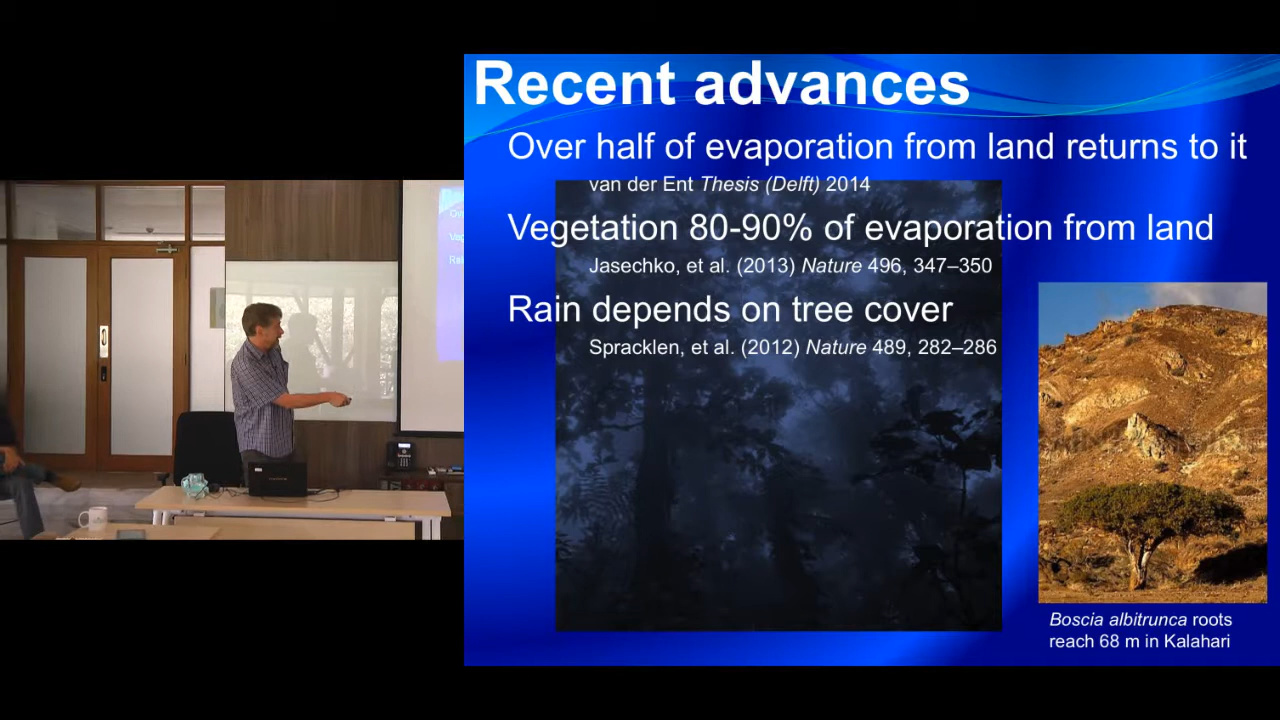 Recent advances
Over half of evaporation from land returns to it
van der Ent Thesis (Delft) 2014
Vegetation 80-90% of evaporation from land
Jasechko, et al. (2013) Nature 496, 347–350
Rain depends on tree cover
Spracklen, et al. (2012) Nature 489, 282–286
Boscia albitrunca roots
reach 68 m in Kalahari